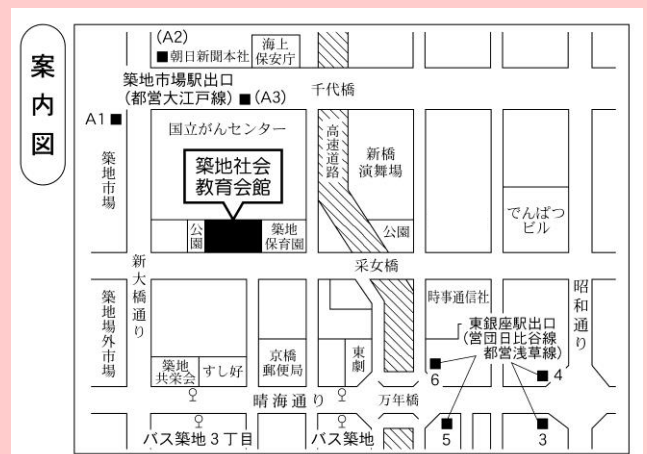 案内図
(A2)
■朝日新聞本社
海上
保安庁
築地市場駅出口
(都営大江戸線)■(A3)
千代橋
A1■
国立がんセンター
高速道路
新橋
演舞場
築地市場
築地社会
教育会館
でんぱつ
ビル
公園
築地
保育園
公園
采女橋
新大橋通り
昭和通り
築地場外市場
時事通信社
東銀座駅出口
(営団日比谷線
都営浅草線)
築地
共栄会
すし好
京橋
郵便局
東劇
6
4
晴海通り
万年橋
バス築地3丁目
バス築地
5
3